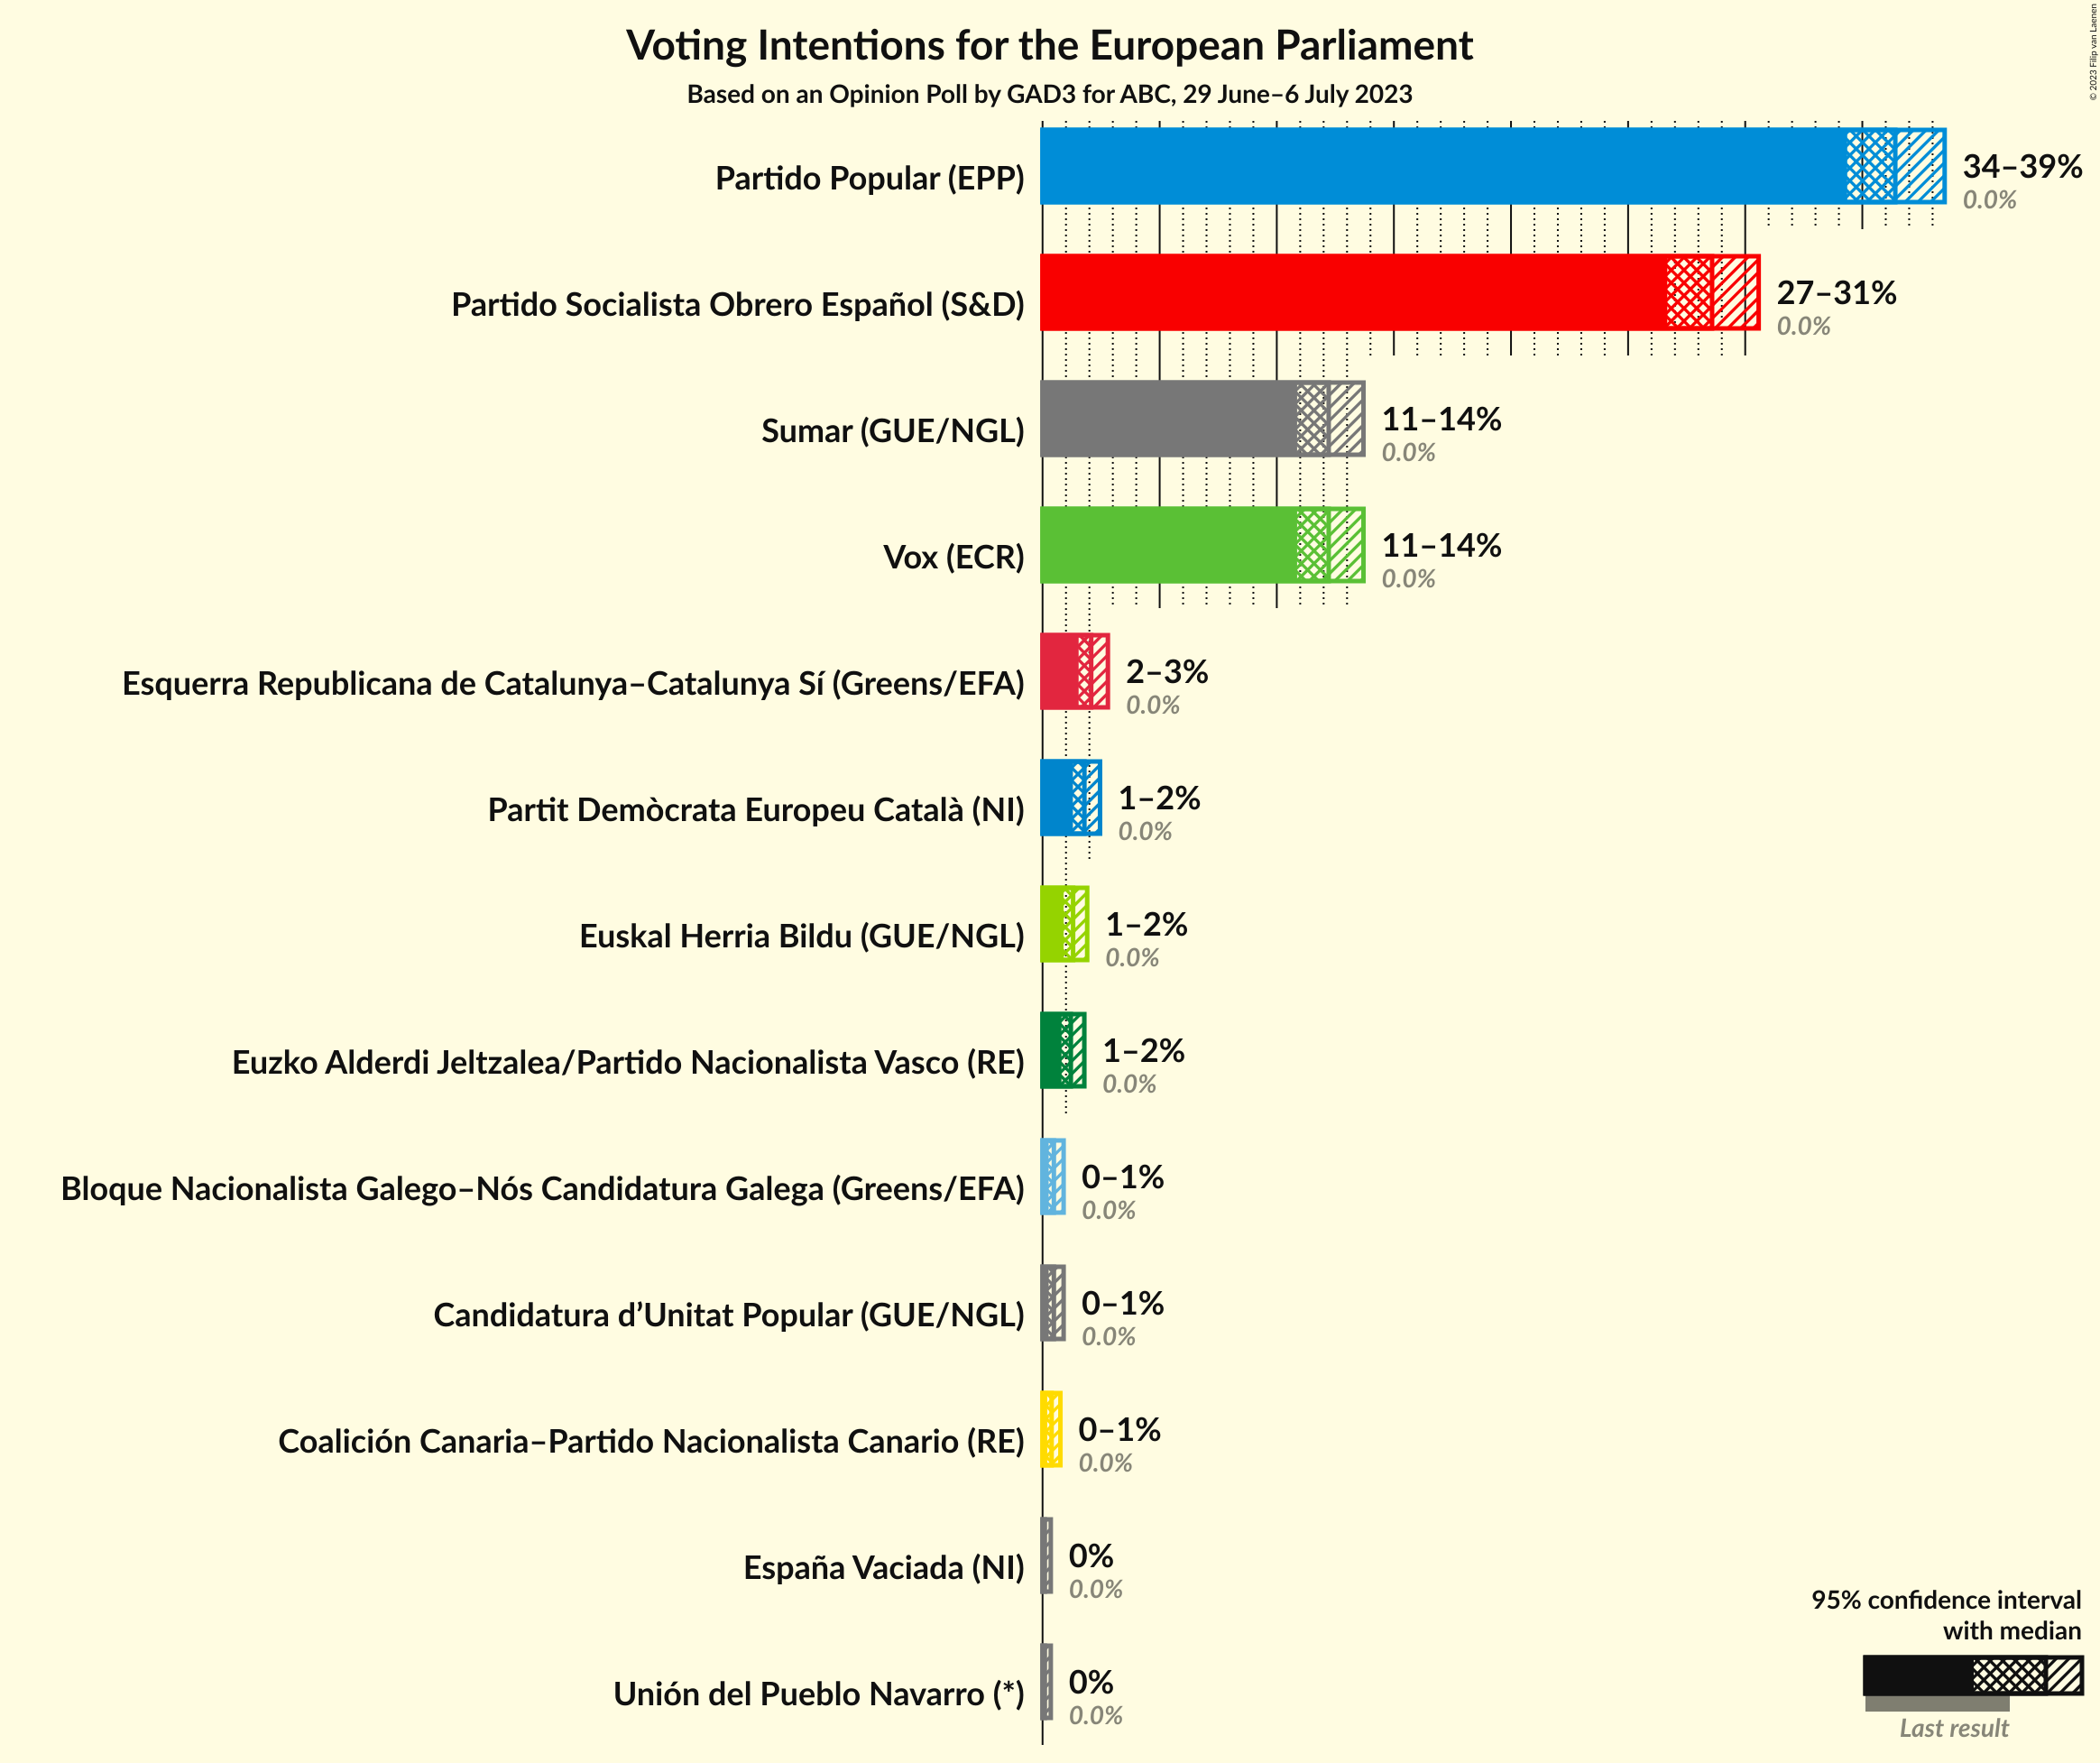 Voting Intentions for the European Parliament
Based on an Opinion Poll by GAD3 for ABC, 29 June–6 July 2023
© 2023 Filip van Laenen
Partido Popular (EPP)
34–39%
0.0%
Partido Socialista Obrero Español (S&D)
27–31%
0.0%
Sumar (GUE/NGL)
11–14%
0.0%
Vox (ECR)
11–14%
0.0%
Esquerra Republicana de Catalunya–Catalunya Sí (Greens/EFA)
2–3%
0.0%
Partit Demòcrata Europeu Català (NI)
1–2%
0.0%
Euskal Herria Bildu (GUE/NGL)
1–2%
0.0%
Euzko Alderdi Jeltzalea/Partido Nacionalista Vasco (RE)
1–2%
0.0%
Bloque Nacionalista Galego–Nós Candidatura Galega (Greens/EFA)
0–1%
0.0%
Candidatura d’Unitat Popular (GUE/NGL)
0–1%
0.0%
Coalición Canaria–Partido Nacionalista Canario (RE)
0–1%
0.0%
España Vaciada (NI)
0%
0.0%
Unión del Pueblo Navarro (*)
0%
0.0%
95% confidence interval
with median
Last result